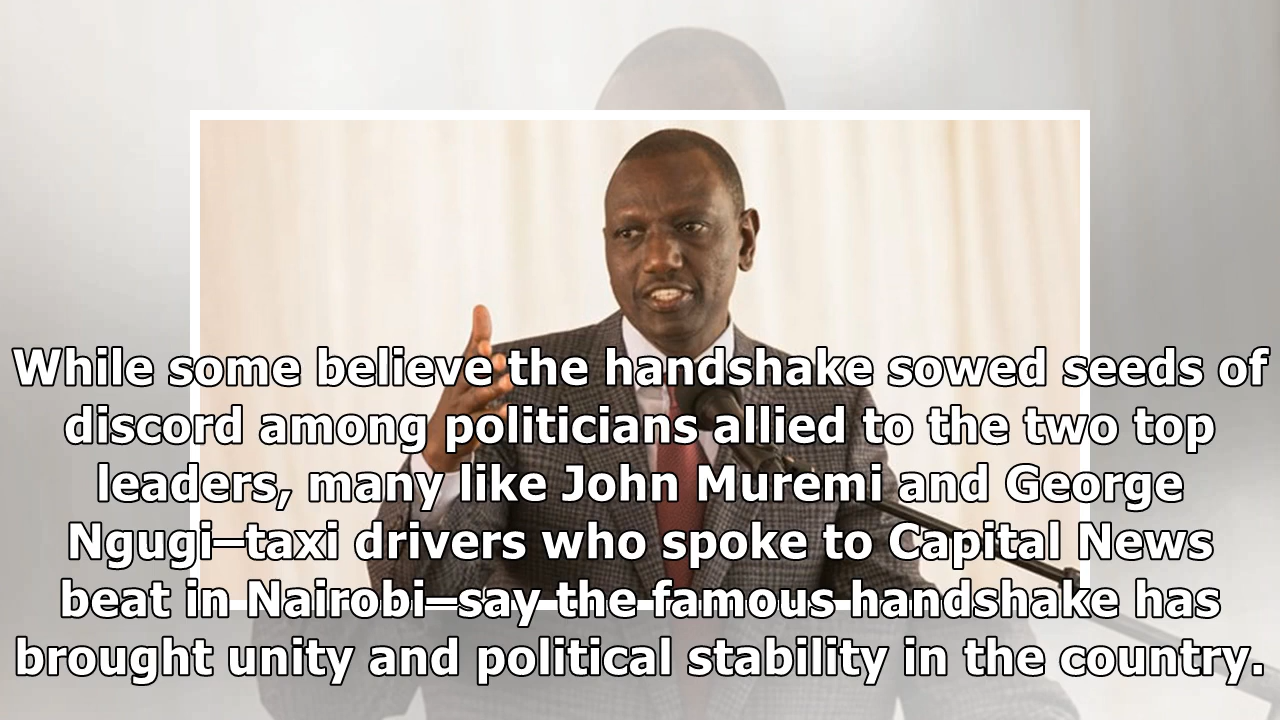 While some believe the handshake sowed seeds of
discord among politicians allied to the two top
leaders, many like John Muremi and George
Ngugi—taxi drivers who spoke to Capital News
beat in Nairobi—say the famous handshake has
brought unity and political stability in the country.